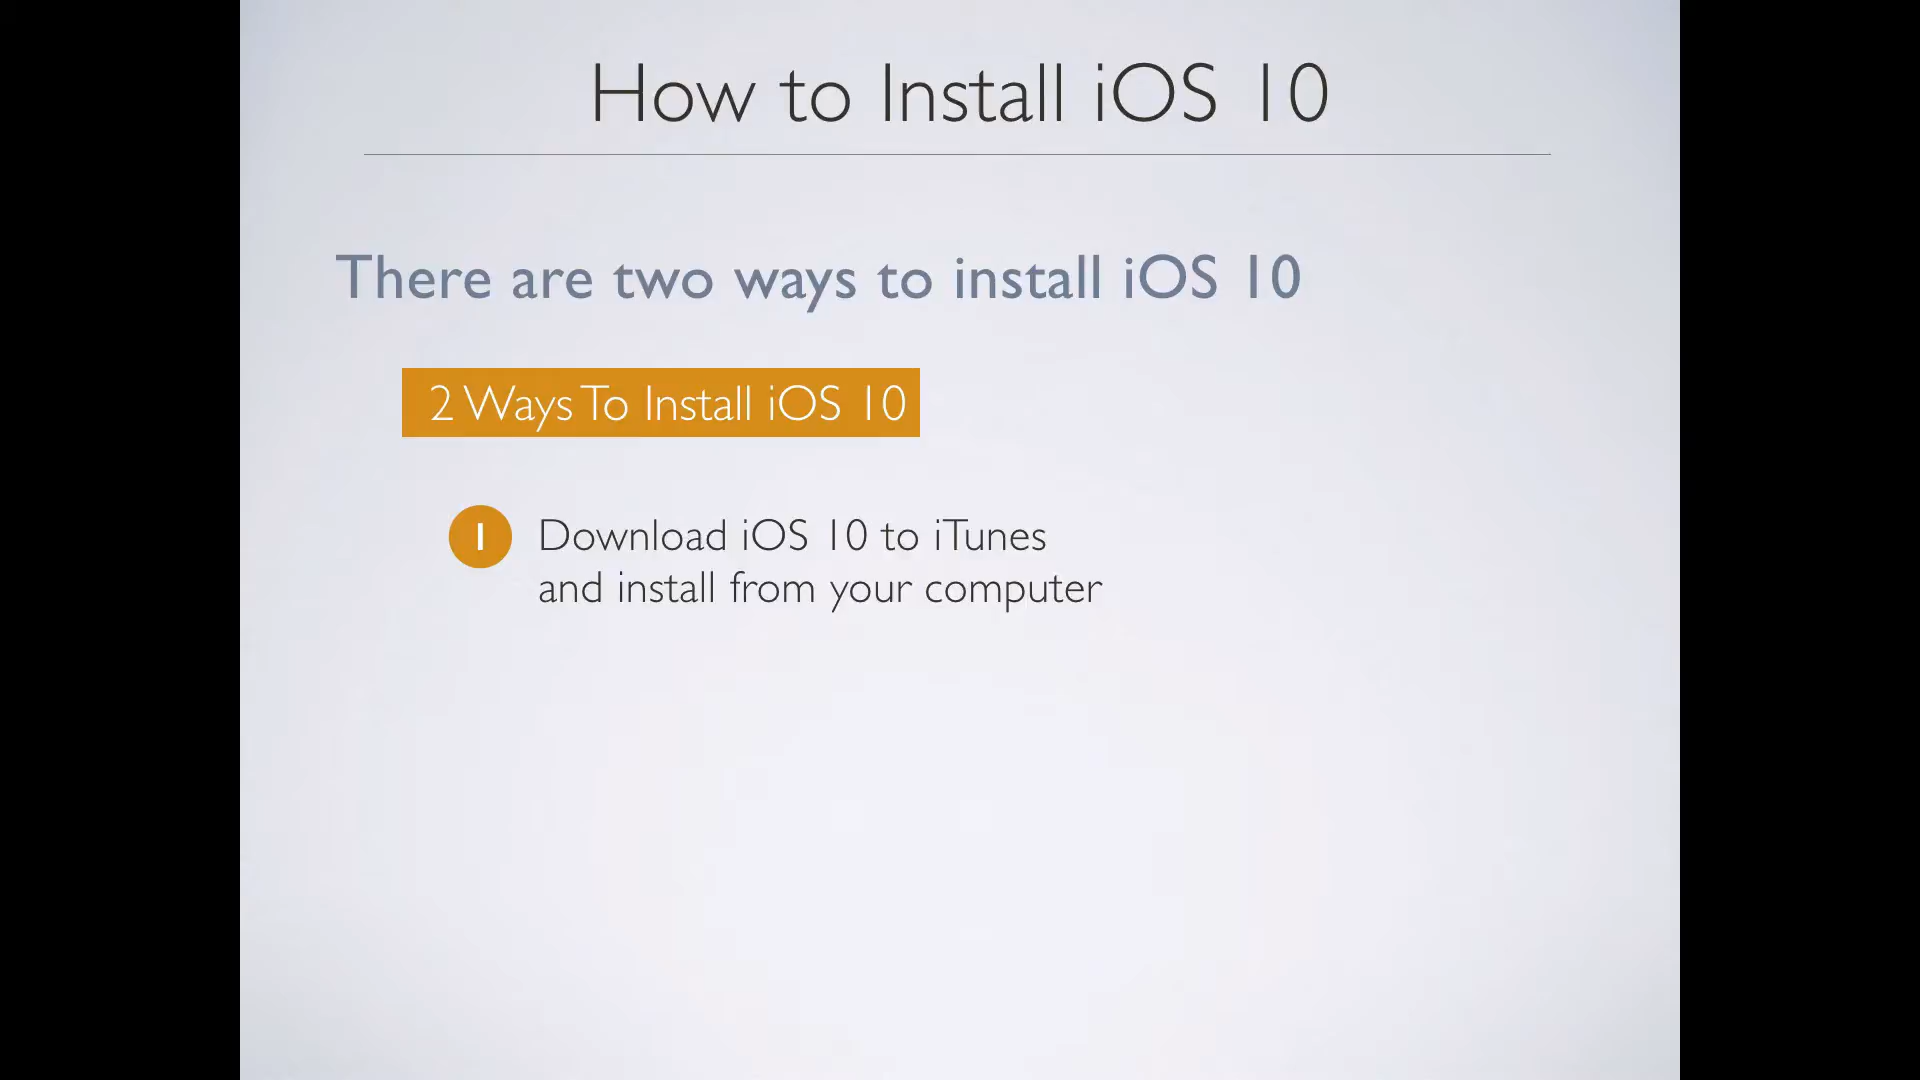 How to Install iOS 10
There are two ways to install iOS 10
2 Ways To Install iOS 10
1 Download iOS 10 to iTunes
and install from your computer